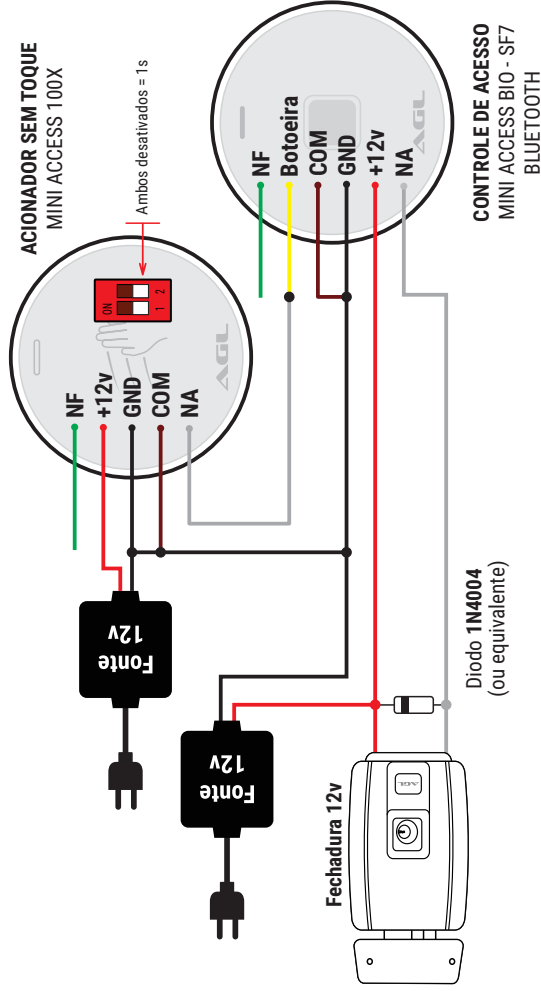 ACIONADOR SEM TOQUE
MINI ACCESS 100X
Ambos desativados = 1s
ON
1 2
AGL
NF
+12v
GND
COM
NA
CONTROLE DE ACESSO
MINI ACCESS BIO - SF7
BLUETOOTH
AGL
NF
Botoeira
COM
GND
+12v
NA
Fonte
12v
Fonte
12v
Diodo 1N4004
(ou equivalente)
Fechadura 12v
AGL